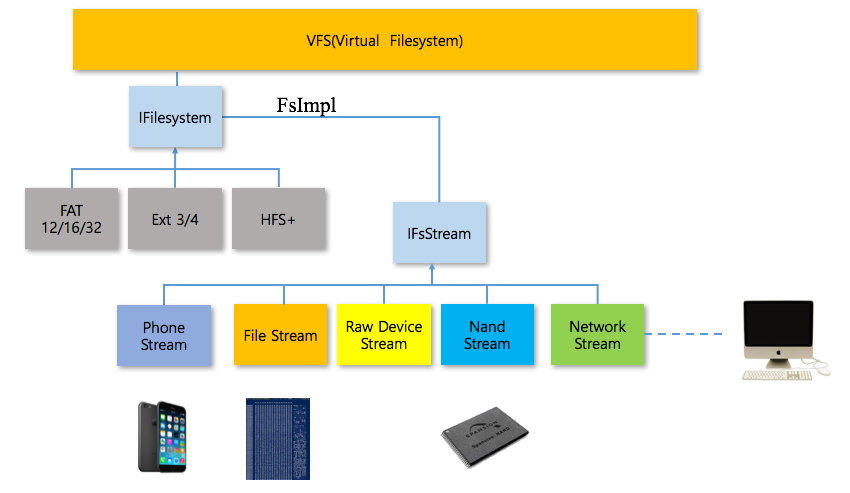 VFS(Virtual Filesystem)
IFilesystem
FsImpl
FAT
12/16/32
Ext 3/4
HFS+
IFsStream
Phone
Stream
File Stream
Raw Device
Stream
Nand
Stream
Network
Stream
SPANSION